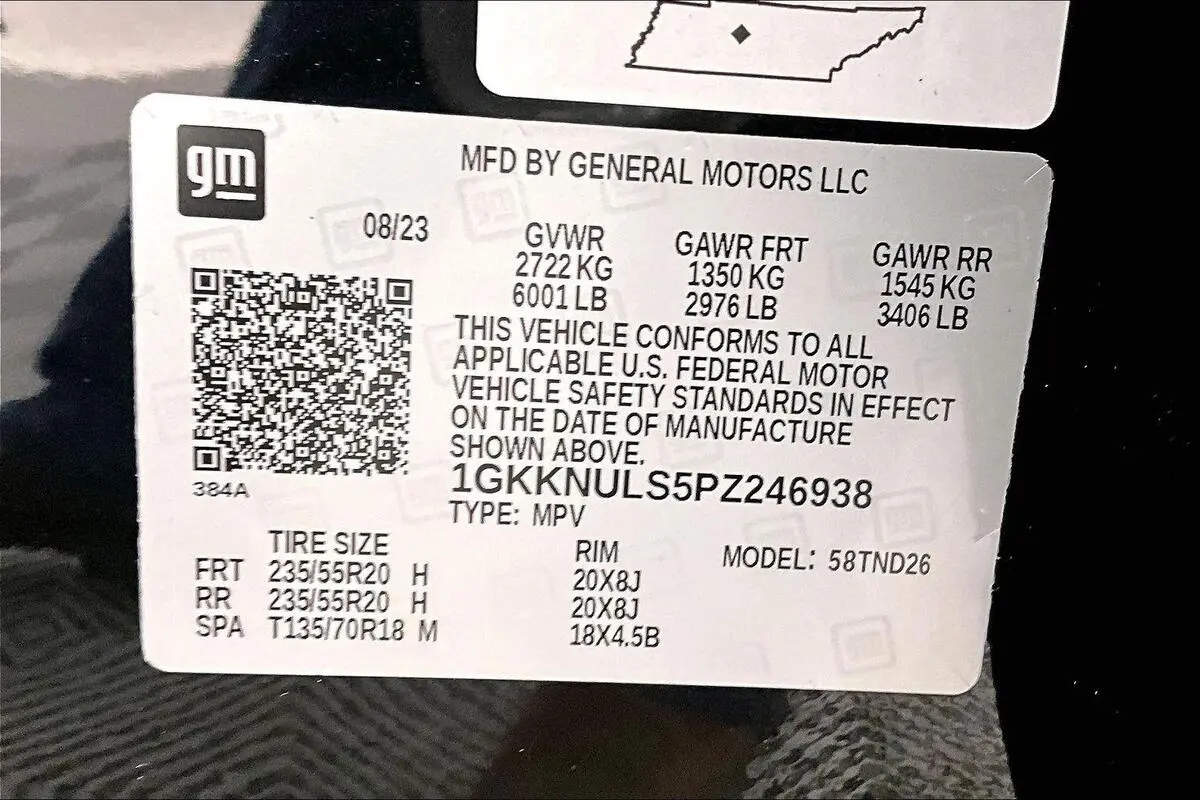 gm
MFD BY GENERAL MOTORS LLC
08/23
GVWR GAWR FRT GAWR RR
2722 KG 1350 KG 1545 KG
6001 LB 2976 LB 3406 LB
THIS VEHICLE CONFORMS TO ALL
APPLICABLE U.S. FEDERAL MOTOR
VEHICLE SAFETY STANDARDS IN EFFECT
ON THE DATE OF MANUFACTURE
SHOWN ABOVE.
384A
1GKKNULS5PZ246938
TYPE: MPV
TIRE SIZE RIM MODEL: 58TND26
FRT 235/55R20 H 20X8J
RR 235/55R20 H 20X8J
SPA T135/70R18 M 18X4.5B